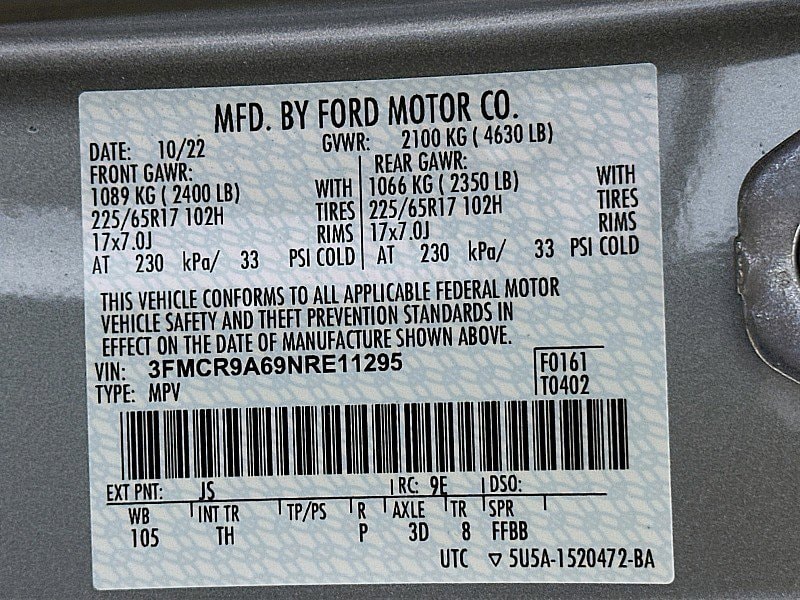 MFD. BY FORD MOTOR CO.
DATE: 10/22 GVWR: 2100 KG ( 4630 LB)
FRONT GAWR: REAR GAWR:
1089 KG ( 2400 LB) WITH 1066 KG ( 2350 LB) WITH
225/65R17 102H TIRES 225/65R17 102H TIRES
17x7.0J RIMS 17x7.0J RIMS
AT 230 kPa/ 33 PSI COLD AT 230 kPa/ 33 PSI COLD
THIS VEHICLE CONFORMS TO ALL APPLICABLE FEDERAL MOTOR
VEHICLE SAFETY AND THEFT PREVENTION STANDARDS IN
EFFECT ON THE DATE OF MANUFACTURE SHOWN ABOVE.
VIN: 3FMCR9A69NRE11295 F0161
TYPE: MPV T0402
EXT PNT: JS RC: 9E DSO:
WB INT TR TP/PS R AXLE TR SPR
105 TH P 3D 8 FFBB
UTC ▽ 5U5A-1520472-BA